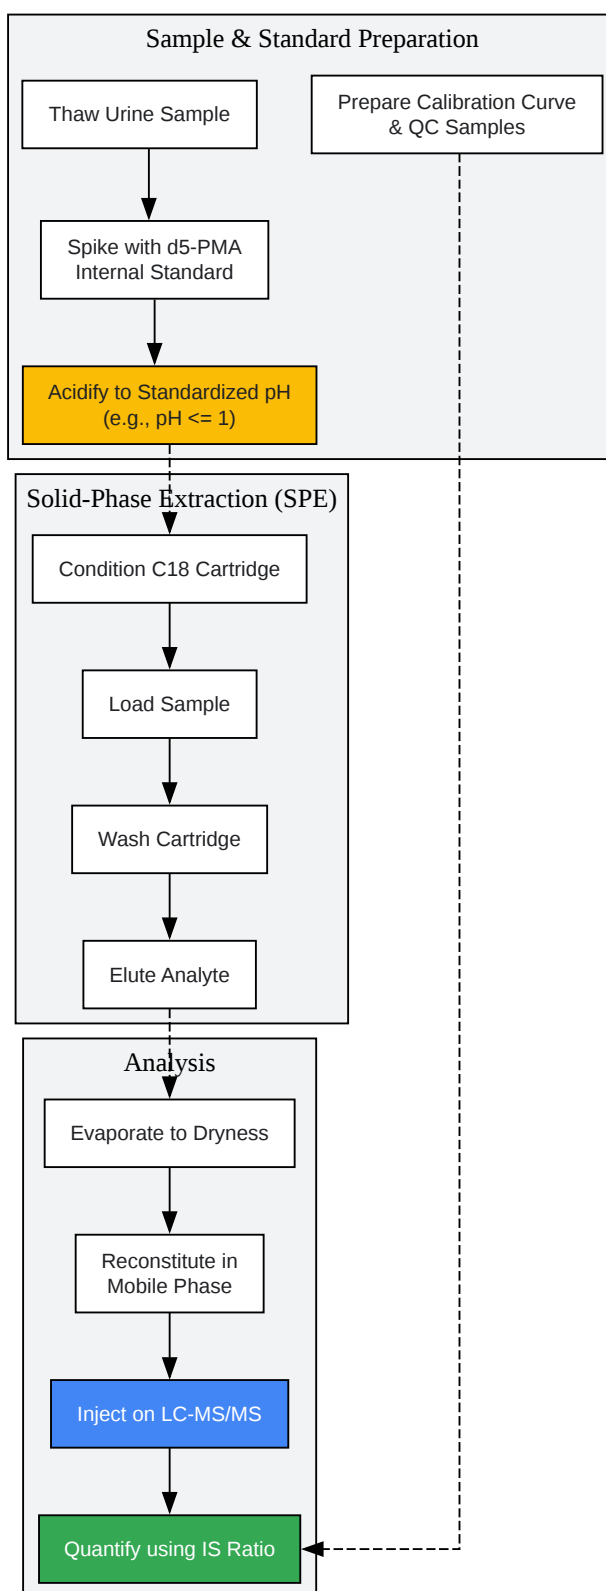 Sample & Standard Preparation
Thaw Urine Sample
Prepare Calibration Curve
& QC Samples
Spike with d5-PMA
Internal Standard
Acidify to Standardized pH
(e.g., pH <= 1)
Solid-Phase Extraction (SPE)
Condition C18 Cartridge
Load Sample
Wash Cartridge
Elute Analyte
Analysis
Evaporate to Dryness
Reconstitute in
Mobile Phase
Inject on LC-MS/MS
Quantify using IS Ratio